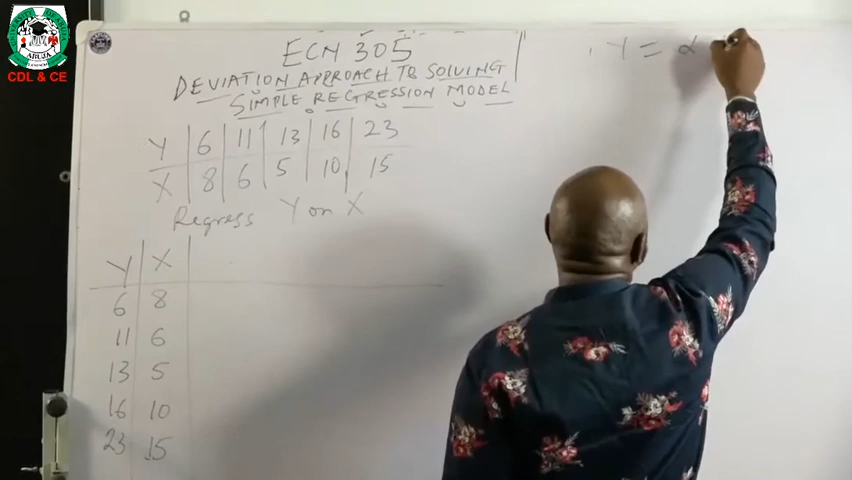 ECN 305
DEVIATION APPROACH TO SOLVING
SIMPLE REGRESSION MODEL
Y 6 11 13 16 23
X 8 6 5 10 15
Regress Y on X
Y X
6 8
11 6
13 5
16 10
23 15
Y = α
ABUJA
CDL & CE